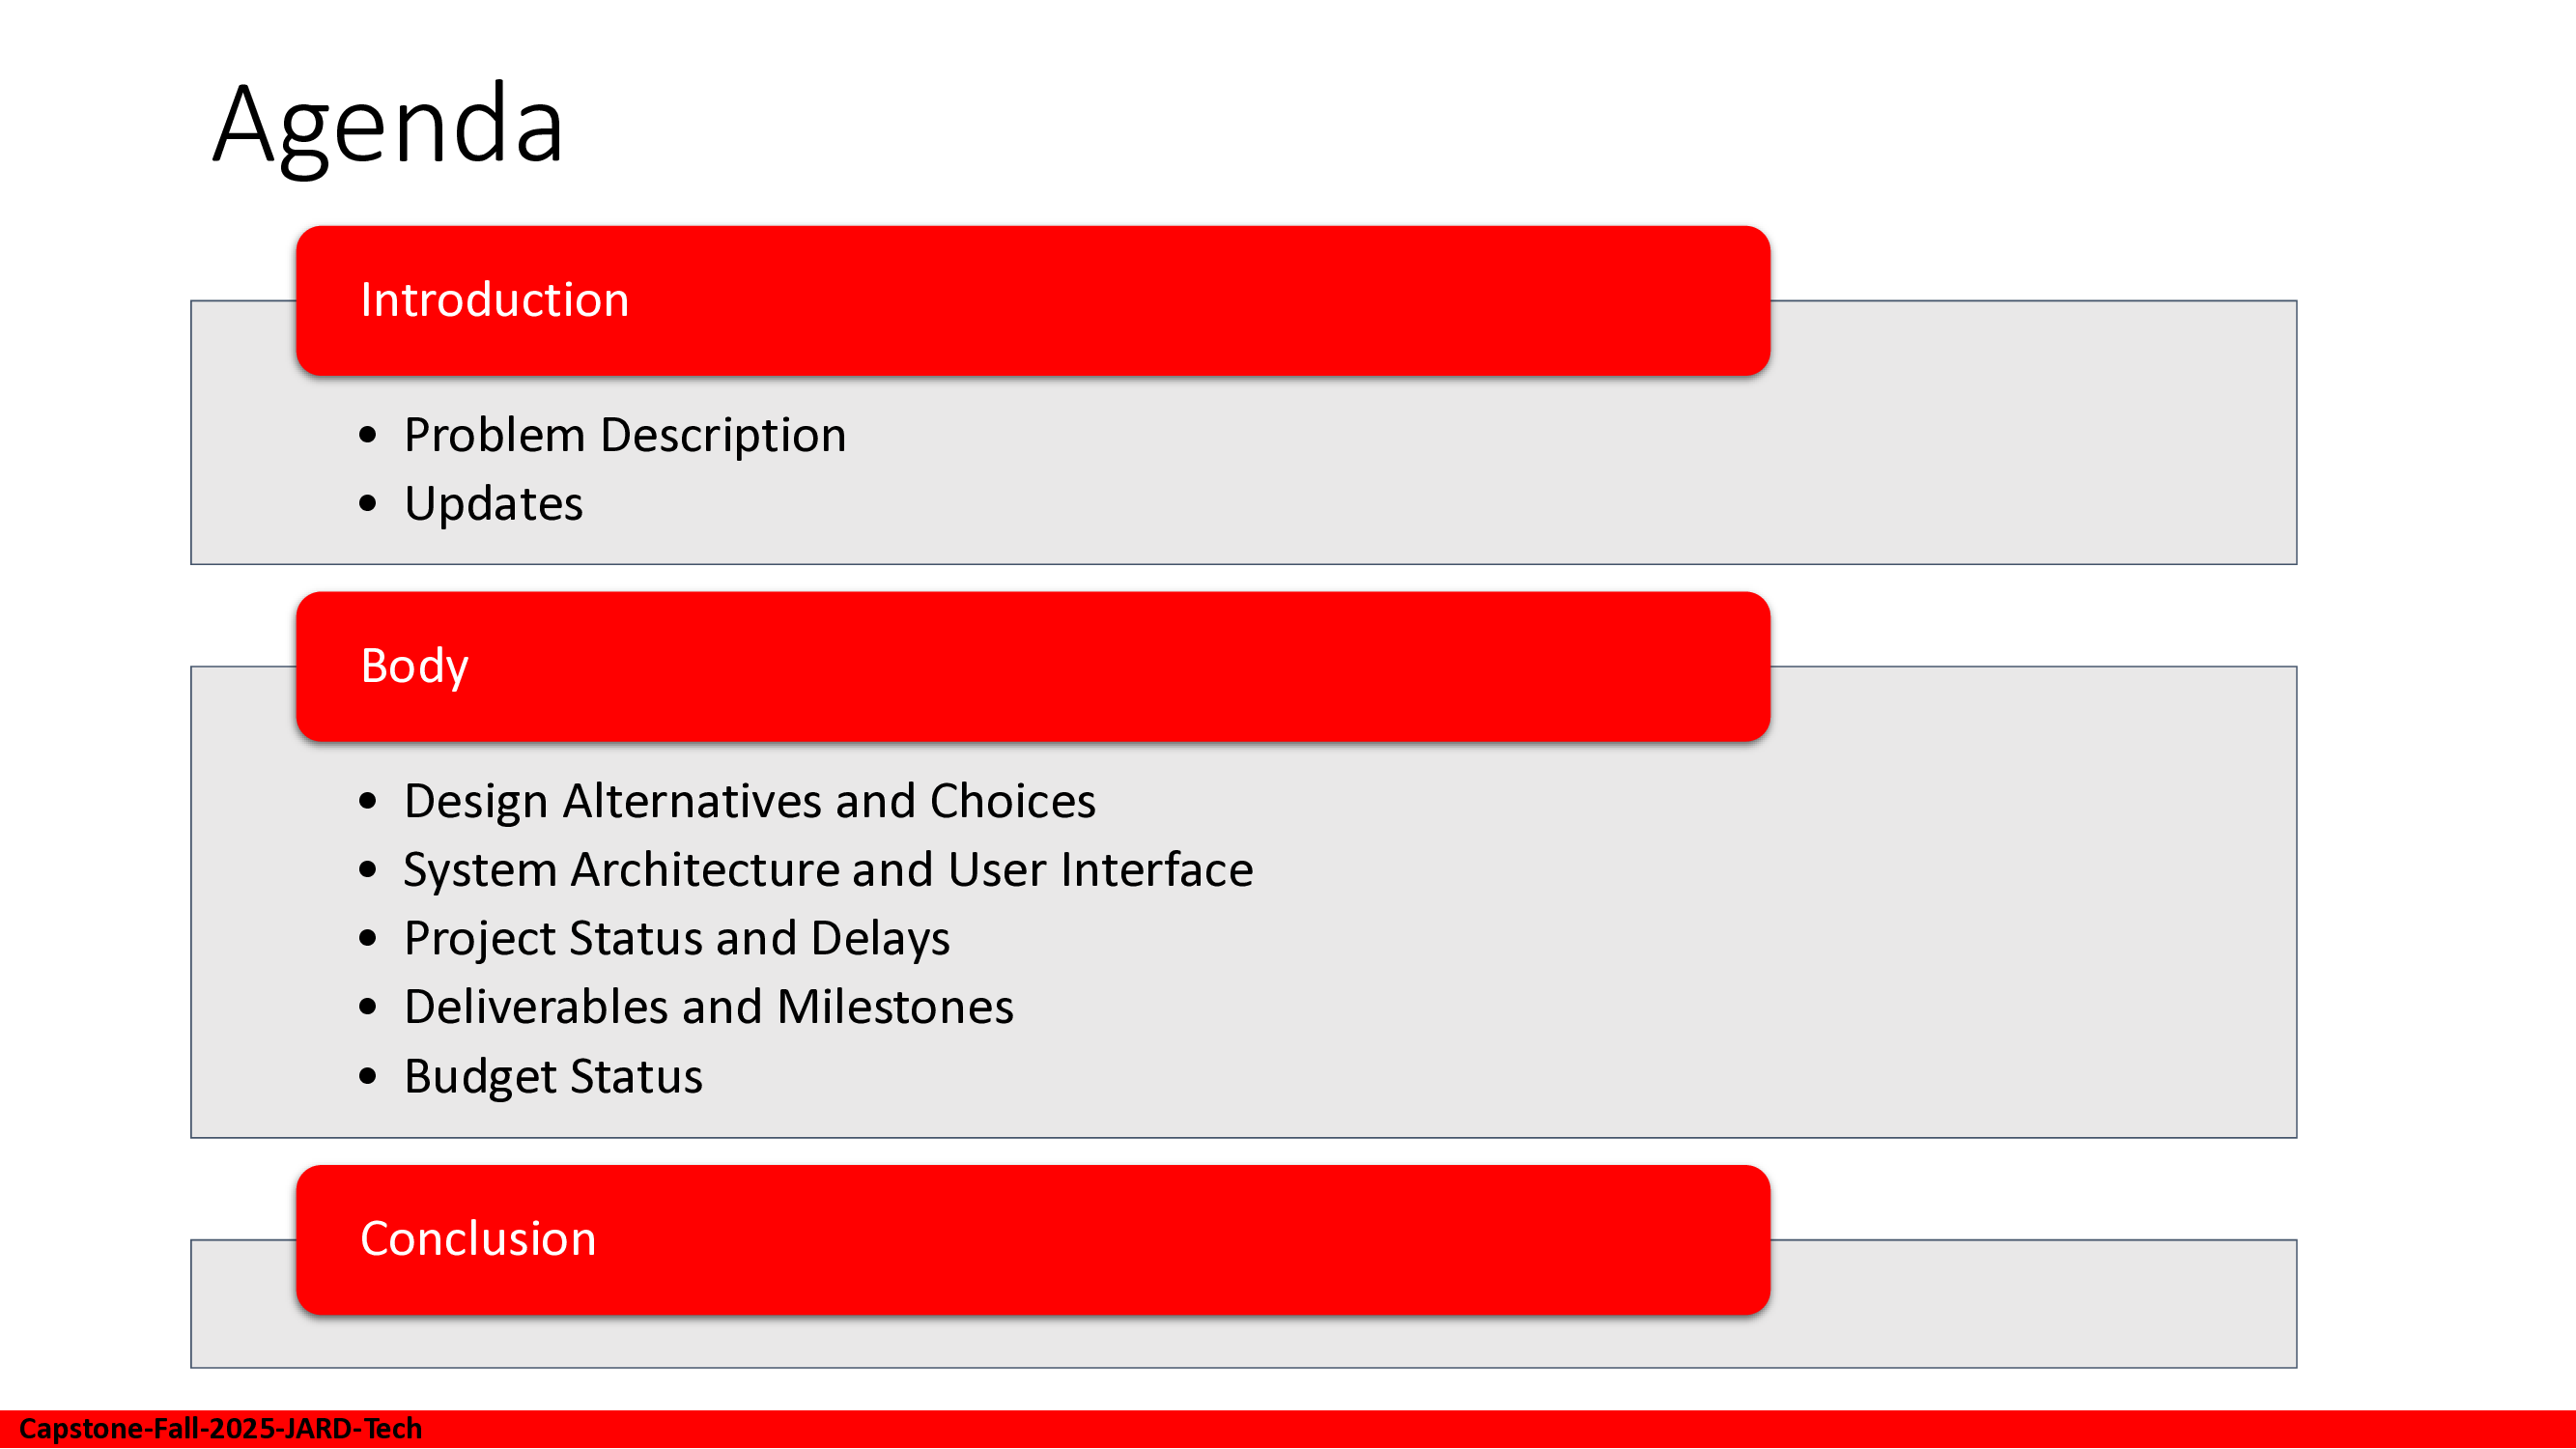 Agenda
Introduction
• Problem Description
• Updates
Body
• Design Alternatives and Choices
• System Architecture and User Interface
• Project Status and Delays
• Deliverables and Milestones
• Budget Status
Conclusion
Capstone-Fall-2025-JARD-Tech